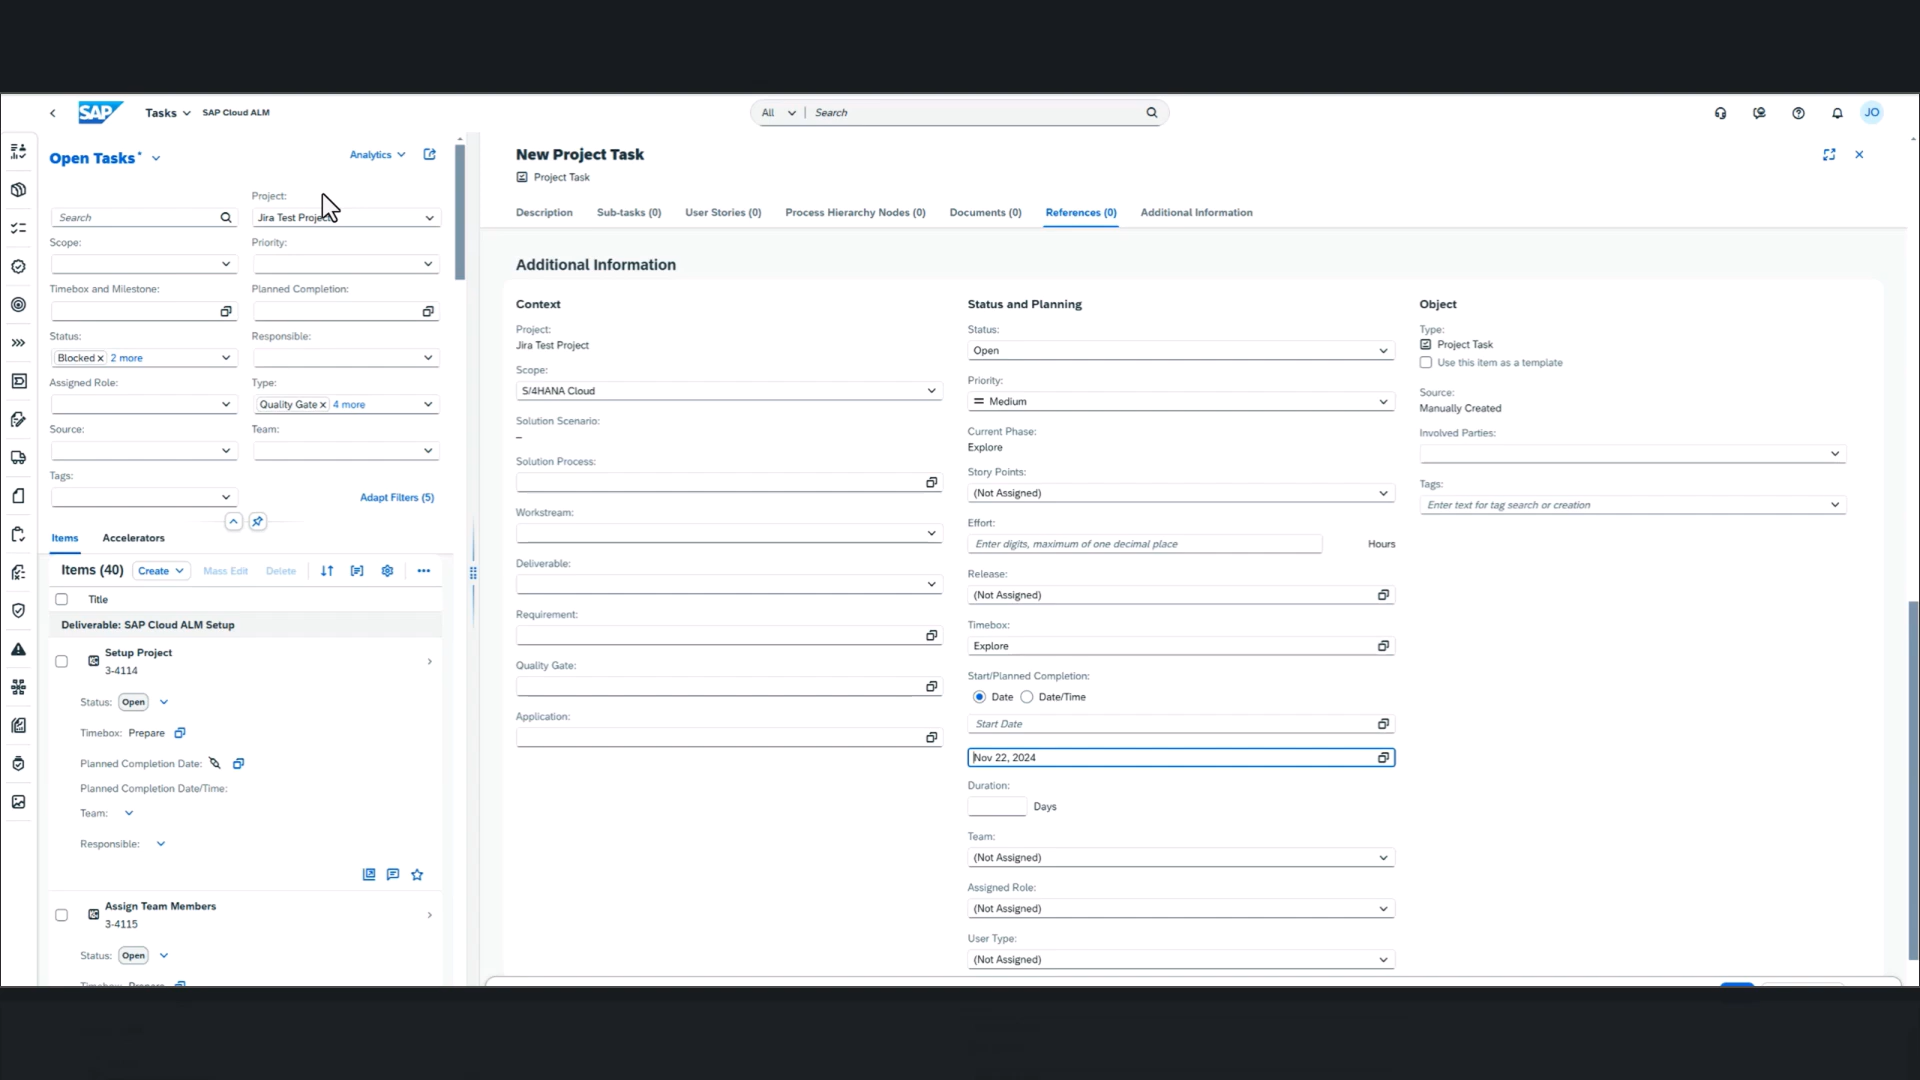 SAP Tasks SAP Cloud ALM
All Search
JO
Open Tasks*
Analytics
Search
Project:
Jira Test Project
Scope:
Priority:
Timebox and Milestone:
Planned Completion:
Status:
Blocked 2 more
Responsible:
Assigned Role:
Type:
Quality Gate 4 more
Source:
Team:
Tags:
Adapt Filters (5)
Items Accelerators
Items (40) Create Mass Edit Delete
Title
Deliverable: SAP Cloud ALM Setup
Setup Project
3-4114
Status: Open
Timebox: Prepare
Planned Completion Date:
Planned Completion Date/Time:
Team:
Responsible:
Assign Team Members
3-4115
Status: Open
Timebox: Prepare
New Project Task
Project Task
Description Sub-tasks (0) User Stories (0) Process Hierarchy Nodes (0) Documents (0) References (0) Additional Information
Additional Information
Context
Project:
Jira Test Project
Scope:
S/4HANA Cloud
Solution Scenario:
–
Solution Process:
Workstream:
Deliverable:
Requirement:
Quality Gate:
Application:
Status and Planning
Status:
Open
Priority:
Medium
Current Phase:
Explore
Story Points:
(Not Assigned)
Effort:
Enter digits, maximum of one decimal place Hours
Release:
(Not Assigned)
Timebox:
Explore
Start/Planned Completion:
Date Date/Time
Start Date
Nov 22, 2024
Duration:
Days
Team:
(Not Assigned)
Assigned Role:
(Not Assigned)
User Type:
(Not Assigned)
Object
Type:
Project Task
Use this item as a template
Source:
Manually Created
Involved Parties:
Tags:
Enter text for tag search or creation